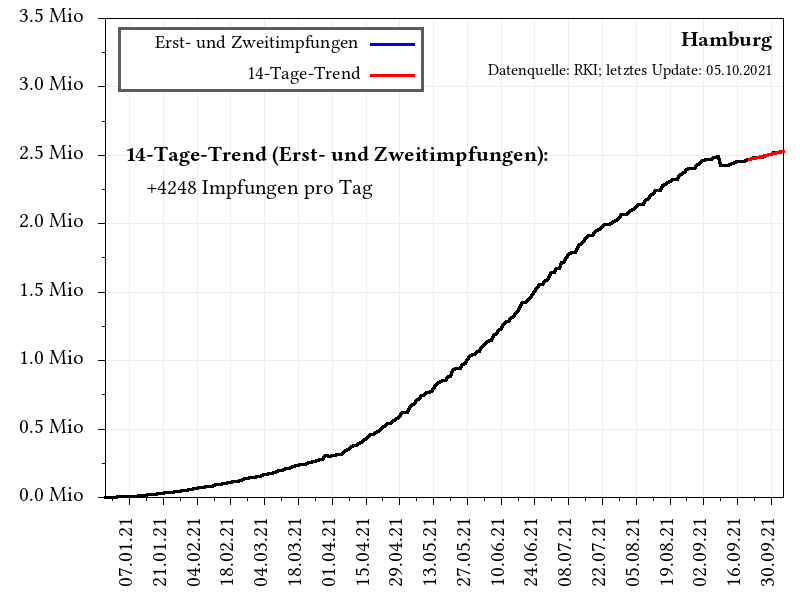 3.5 Mio
3.0 Mio
2.5 Mio
2.0 Mio
1.5 Mio
1.0 Mio
0.5 Mio
0.0 Mio
Erst- und Zweitimpfungen
14-Tage-Trend
Hamburg
Datenquelle: RKI; letztes Update: 05.10.2021
14-Tage-Trend (Erst- und Zweitimpfungen):
+4248 Impfungen pro Tag
07.01.21
21.01.21
04.02.21
18.02.21
04.03.21
18.03.21
01.04.21
15.04.21
29.04.21
13.05.21
27.05.21
10.06.21
24.06.21
08.07.21
22.07.21
05.08.21
19.08.21
02.09.21
16.09.21
30.09.21